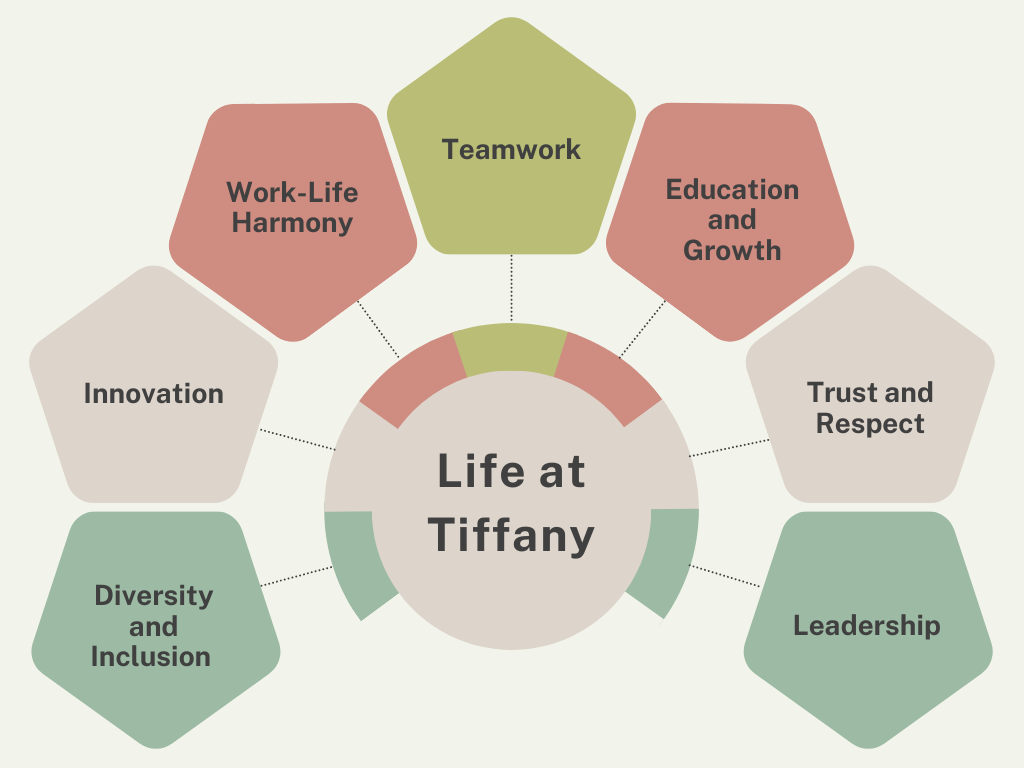 Teamwork
Work-Life
Harmony
Education
and
Growth
Innovation
Trust and
Respect
Life at
Tiffany
Diversity
and
Inclusion
Leadership